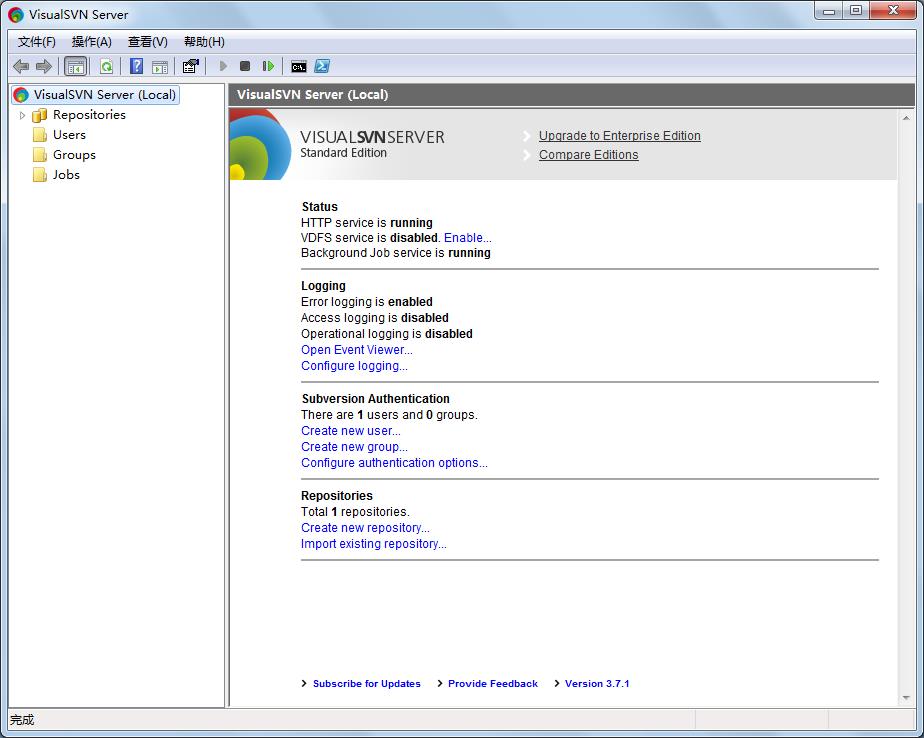 VisualSVN Server
文件(F) 操作(A) 查看(V) 帮助(H)
VisualSVN Server (Local)
Repositories
Users
Groups
Jobs
VisualSVN Server (Local)
VISUALSVNSERVER
Standard Edition
Upgrade to Enterprise Edition
Compare Editions
Status
HTTP service is running
VDFS service is disabled. Enable...
Background Job service is running
Logging
Error logging is enabled
Access logging is disabled
Operational logging is disabled
Open Event Viewer...
Configure logging...
Subversion Authentication
There are 1 users and 0 groups.
Create new user...
Create new group...
Configure authentication options...
Repositories
Total 1 repositories.
Create new repository...
Import existing repository...
Subscribe for Updates Provide Feedback Version 3.7.1
完成